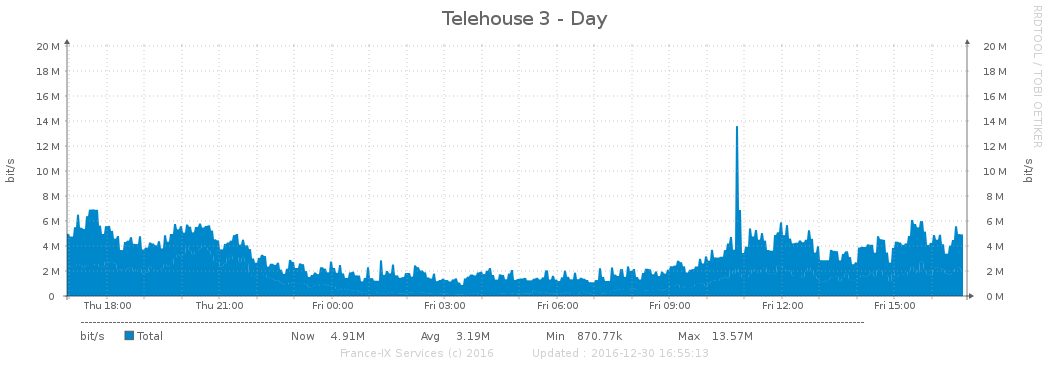 Telehouse 3 - Day
RRDTOOL / TOBI OETIKER
bit/s
20 M 20 M
18 M 18 M
16 M 16 M
14 M 14 M
12 M 12 M
10 M 10 M
8 M 8 M
6 M 6 M
4 M 4 M
2 M 2 M
0 0 M
bit/s
Thu 18:00 Thu 21:00 Fri 00:00 Fri 03:00 Fri 06:00 Fri 09:00 Fri 12:00 Fri 15:00
bit/s Total Now 4.91M Avg 3.19M Min 870.77k Max 13.57M
France-IX Services (c) 2016 Updated : 2016-12-30 16:55:13